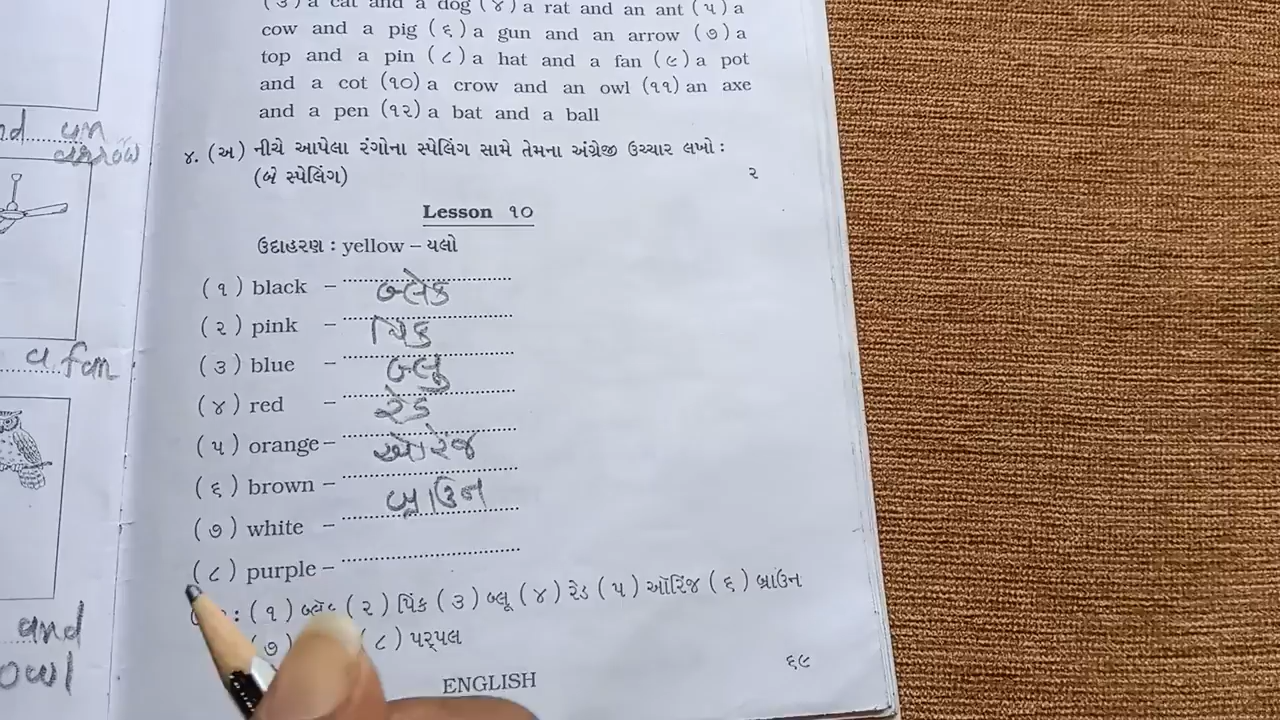 (૩) a cat and a dog (૪) a rat and an ant (૫) a
cow and a pig (૬) a gun and an arrow (૭) a
top and a pin (૮) a hat and a fan (૯) a pot
and a cot (૧૦) a crow and an owl (૧૧) an axe
and a pen (૧૨) a bat and a ball
an
arrow
૪. (અ) નીચે આપેલા રંગોના સ્પેલિંગ સામે તેમના અંગ્રેજી ઉચ્ચાર લખો :
(બે સ્પેલિંગ) ૨
Lesson ૧૦
ઉદાહરણ : yellow – યલો
(૧) black – બ્લેક
(૨) pink – પિંક
(૩) blue – બ્લુ
a fan
(૪) red – રેડ
(૫) orange – ઓરેંજ
(૬) brown – બ્રાઉન
(૭) white –
(૮) purple –
(૧) બ્લૅક (૨) પિંક (૩) બ્લૂ (૪) રેડ (૫) ઑરિંજ (૬) બ્રાઉન
(૭) (૮) પર્પલ
and
owl
ENGLISH ૬૯